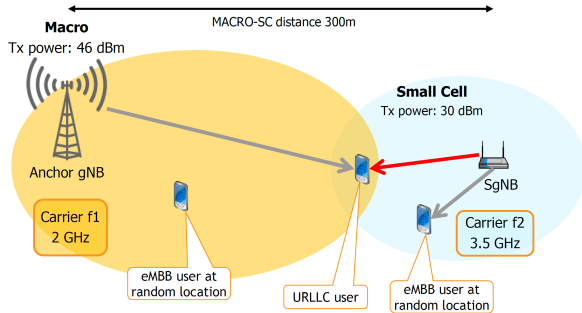 MACRO-SC distance 300m
Macro
Tx power: 46 dBm
Small Cell
Tx power: 30 dBm
Anchor gNB
SgNB
Carrier f1
2 GHz
Carrier f2
3.5 GHz
eMBB user at
random location
URLLC user
eMBB user at
random location